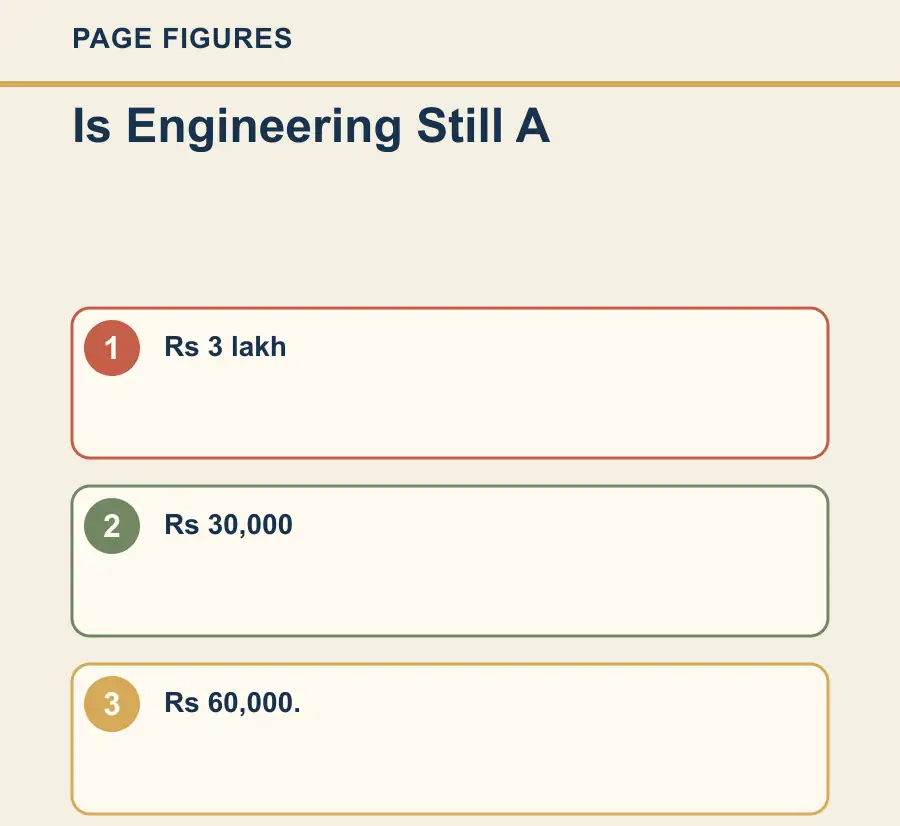 PAGE FIGURES
Is Engineering Still A
1
Rs 3 lakh
2
Rs 30,000
3
Rs 60,000.